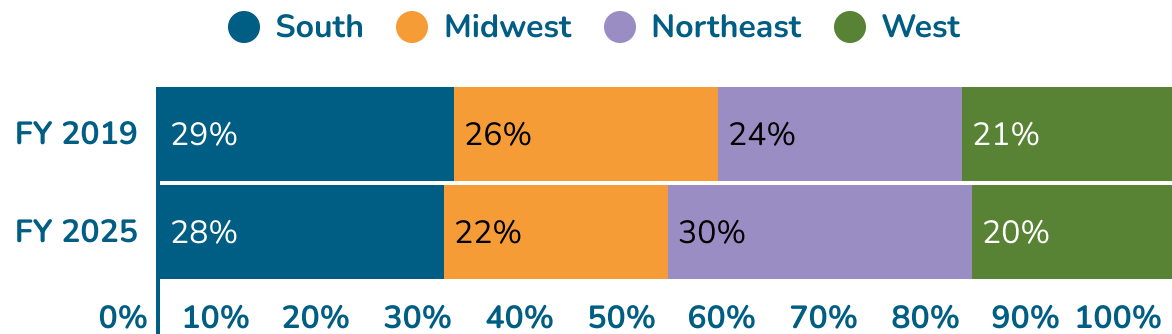 South Midwest Northeast West
FY 2019 29% 26% 24% 21%
FY 2025 28% 22% 30% 20%
0% 10% 20% 30% 40% 50% 60% 70% 80% 90% 100%